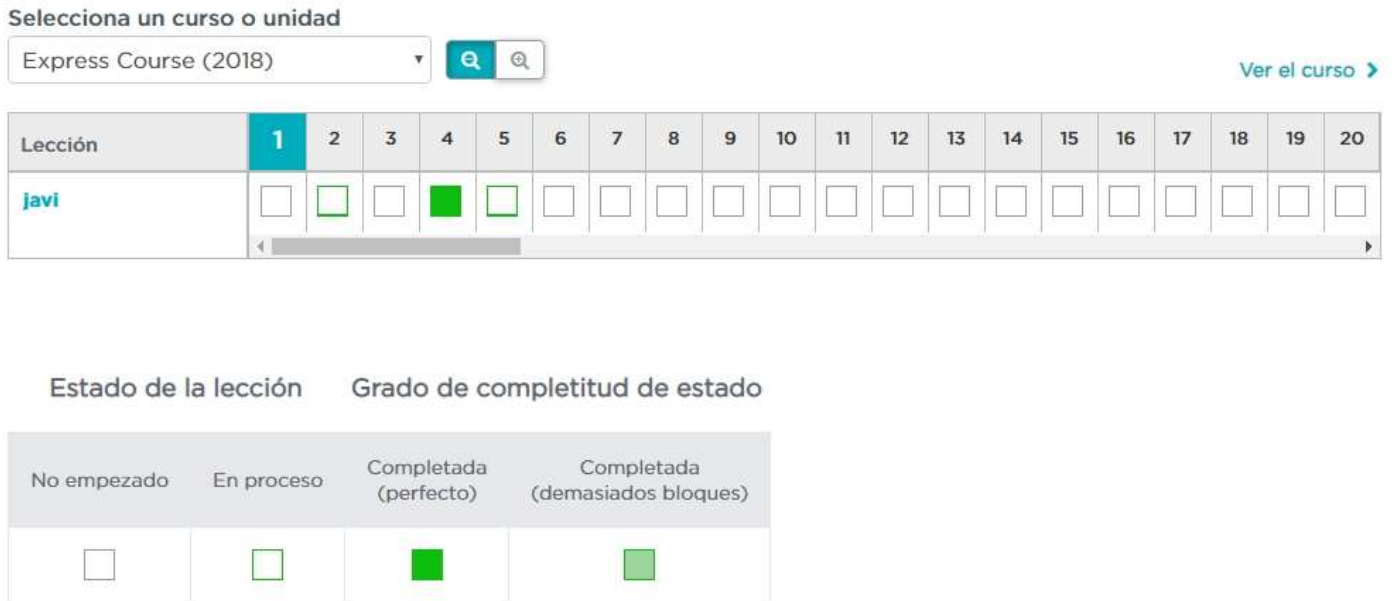 Selecciona un curso o unidad
Express Course (2018)
Ver el curso
Lección 1 2 3 4 5 6 7 8 9 10 11 12 13 14 15 16 17 18 19 20
javi
Estado de la lección Grado de completitud de estado
No empezado En proceso Completada (perfecto) Completada (demasiados bloques)